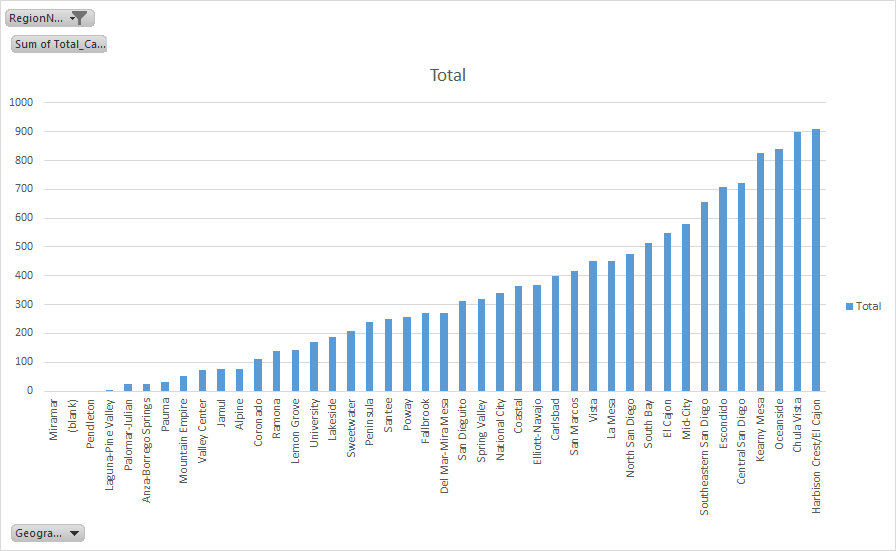 RegionN...
Sum of Total_Ca...
Total
1000
900
800
700
600
500
400
300
200
100
0
Total
Miramar
(blank)
Pendleton
Laguna-Pine Valley
Palomar-Julian
Anza-Borrego Springs
Pauma
Mountain Empire
Valley Center
Jamul
Alpine
Coronado
Ramona
Lemon Grove
University
Lakeside
Sweetwater
Peninsula
Santee
Poway
Fallbrook
Del Mar-Mira Mesa
San Dieguito
Spring Valley
National City
Coastal
Elliott-Navajo
Carlsbad
San Marcos
Vista
La Mesa
North San Diego
South Bay
El Cajon
Mid-City
Southeastern San Diego
Escondido
Central San Diego
Kearny Mesa
Oceanside
Chula Vista
Harbison Crest/El Cajon
Geogra...